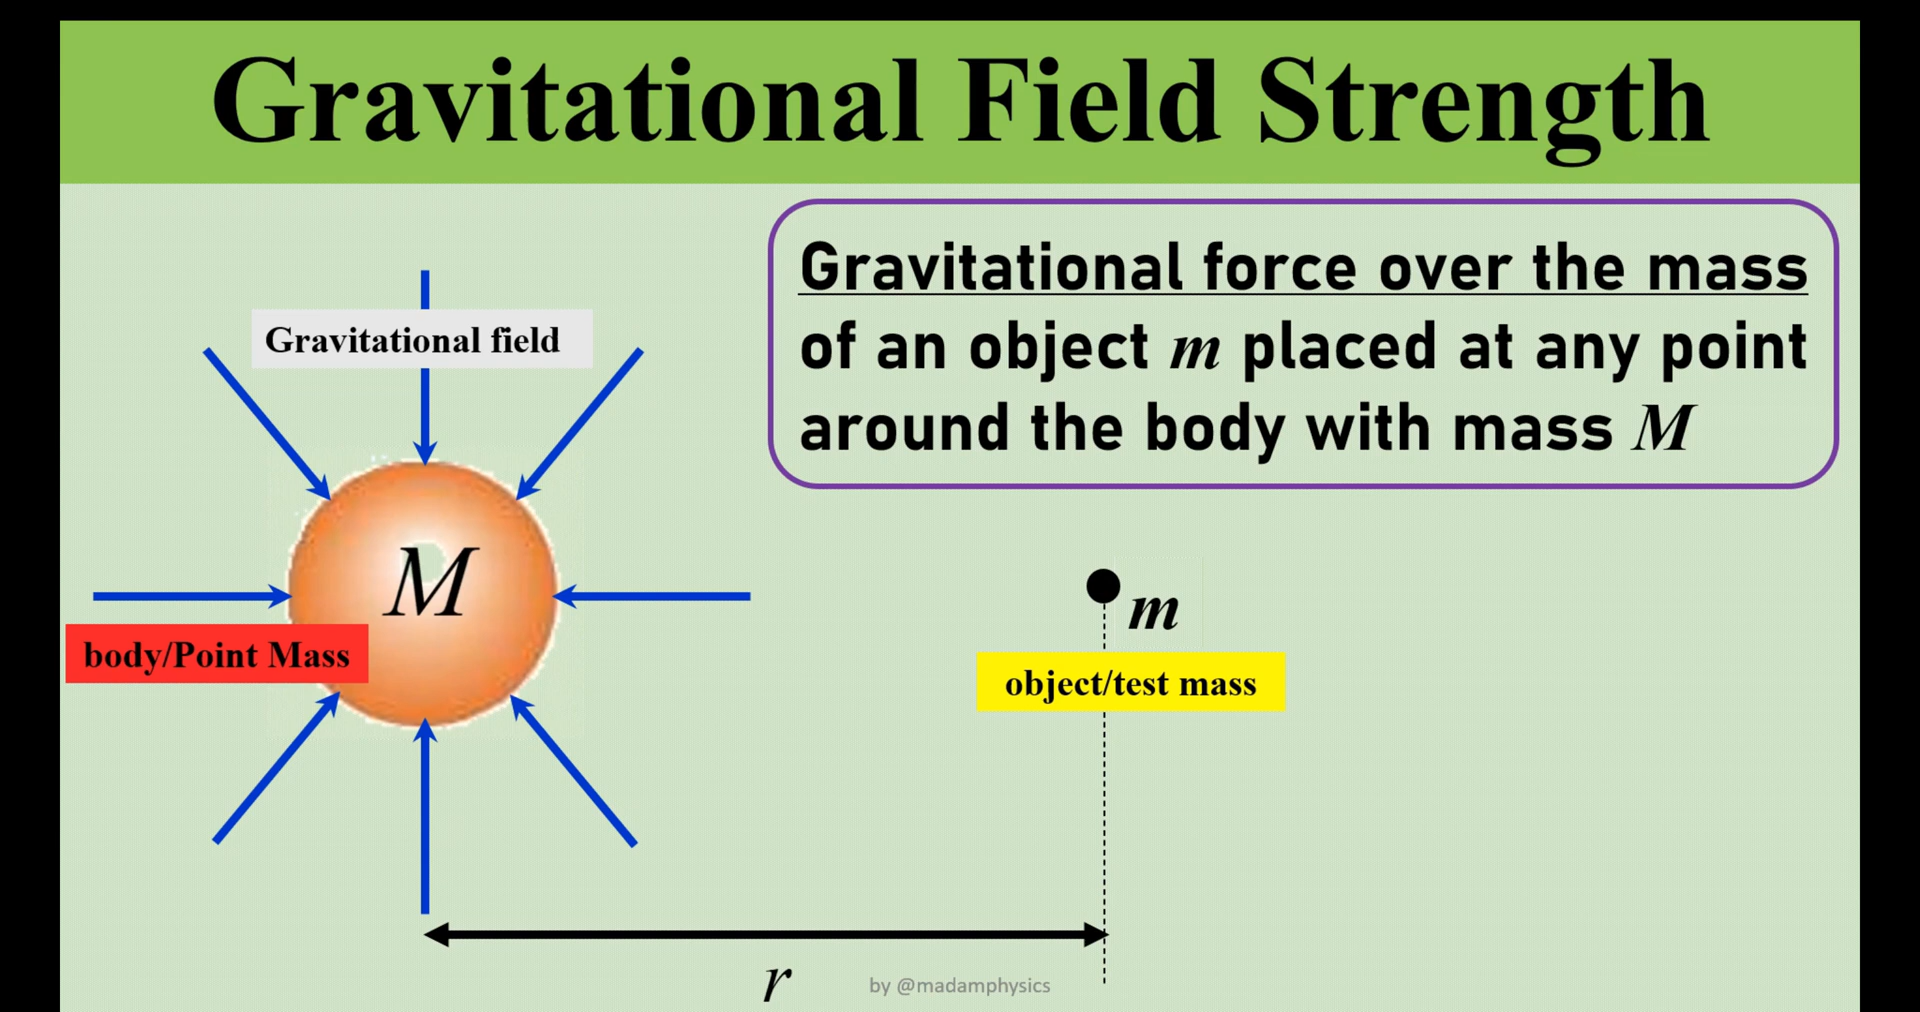 Gravitational Field Strength
Gravitational force over the mass
of an object m placed at any point
around the body with mass M
Gravitational field
M
body/Point Mass
m
object/test mass
r
by @madamphysics